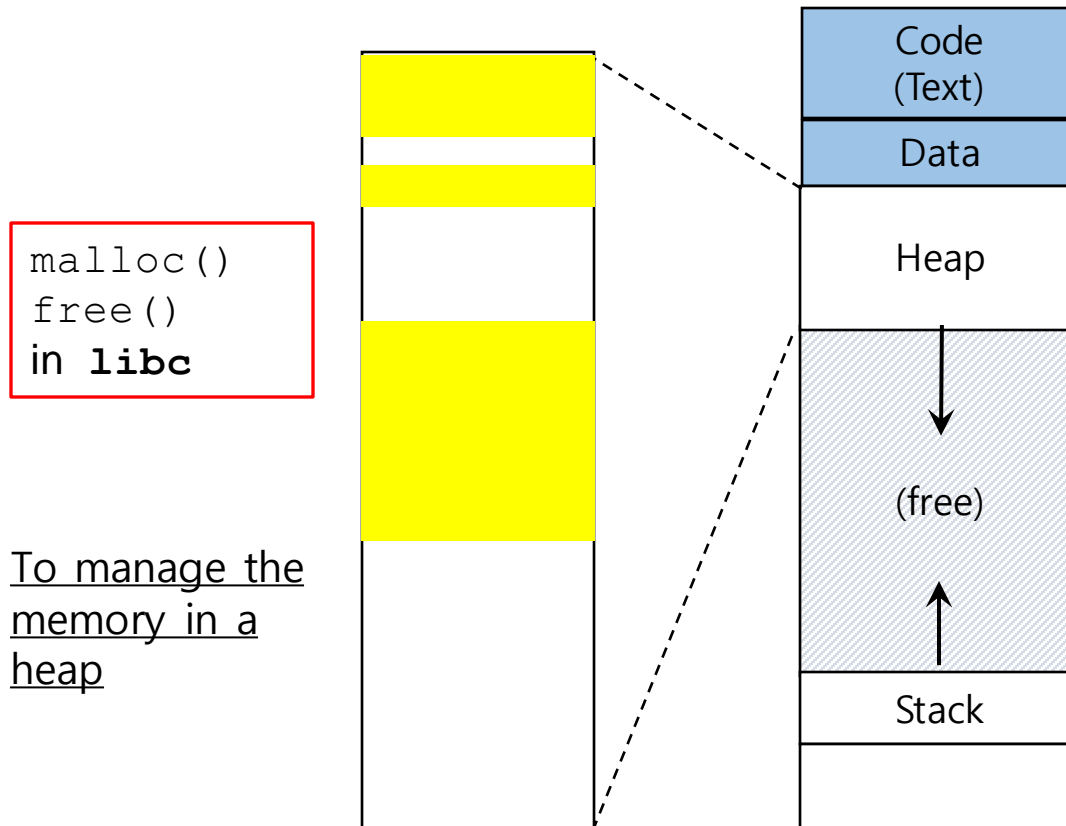 malloc()
free()
in libc
To manage the
memory in a
heap
Code
(Text)
Data
Heap
(free)
Stack